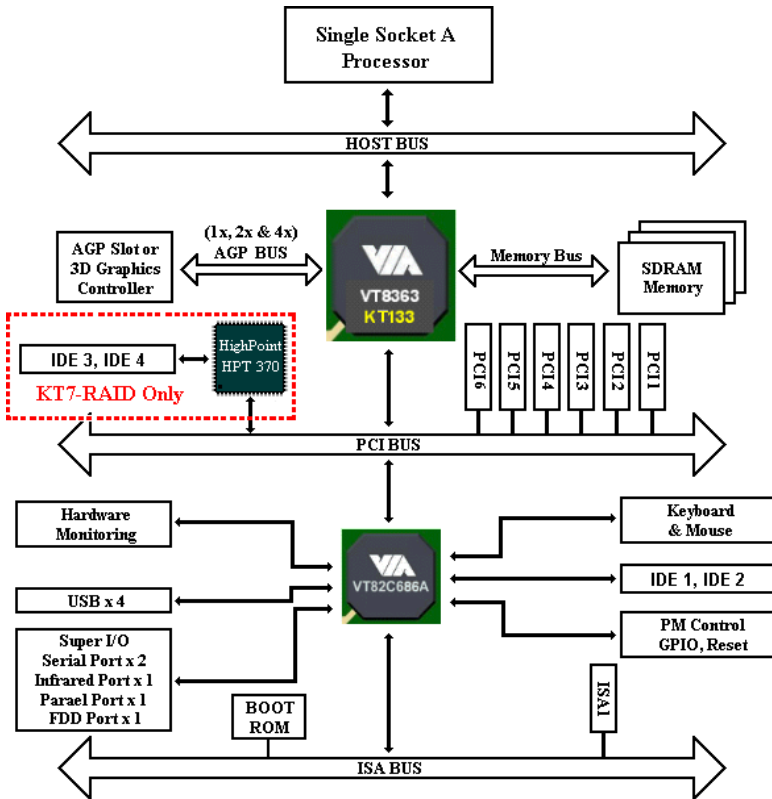 Single Socket A
Processor
HOST BUS
(1x, 2x & 4x)
AGP BUS
AGP Slot or
3D Graphics
Controller
VIA
VT8363
KT133
Memory Bus
SDRAM
Memory
IDE 3, IDE 4
HighPoint
HPT 370
KT7-RAID Only
PCI6
PCI5
PCI4
PCI3
PCI2
PCI1
PCI BUS
Hardware
Monitoring
VIA
VT82C686A
Keyboard
& Mouse
USB x 4
IDE 1, IDE 2
Super I/O
Serial Port x 2
Infrared Port x 1
Parael Port x 1
FDD Port x 1
PM Control
GPIO, Reset
BOOT
ROM
ISA1
ISA BUS